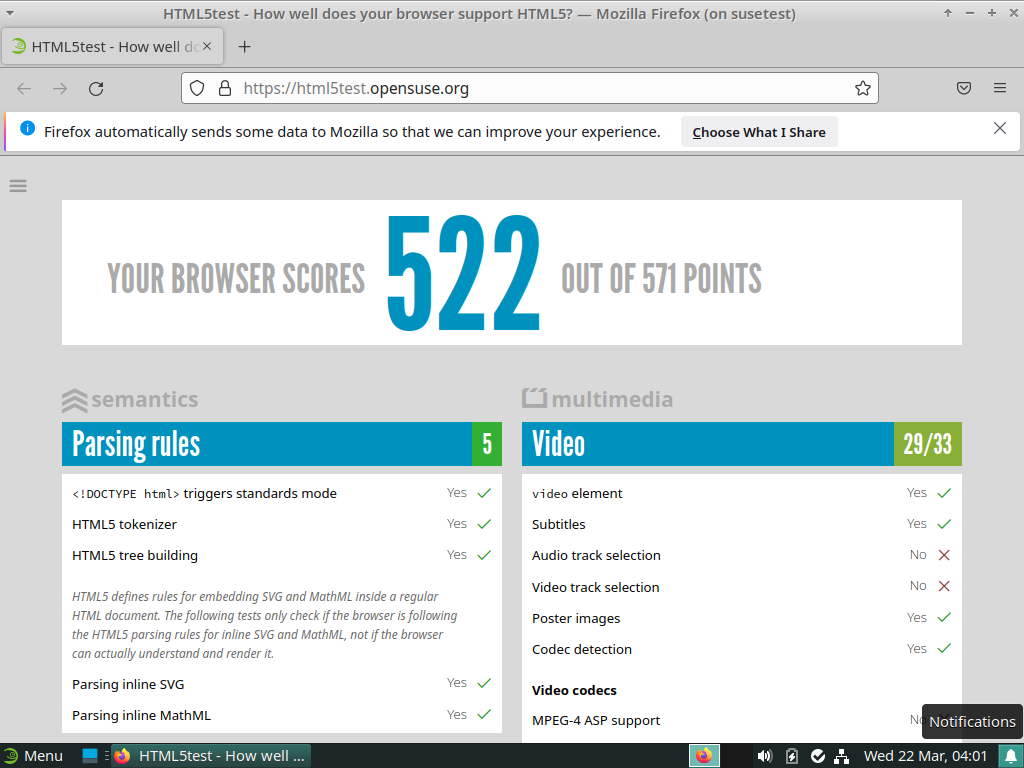 HTML5test - How well does your browser support HTML5? — Mozilla Firefox (on susetest)
HTML5test - How well do
https://html5test.opensuse.org
Firefox automatically sends some data to Mozilla so that we can improve your experience. Choose What I Share
YOUR BROWSER SCORES 522 OUT OF 571 POINTS
semantics
Parsing rules 5
<!DOCTYPE html> triggers standards mode Yes
HTML5 tokenizer Yes
HTML5 tree building Yes
HTML5 defines rules for embedding SVG and MathML inside a regular
HTML document. The following tests only check if the browser is following
the HTML5 parsing rules for inline SVG and MathML, not if the browser
can actually understand and render it.
Parsing inline SVG Yes
Parsing inline MathML Yes
multimedia
Video 29/33
video element Yes
Subtitles Yes
Audio track selection No
Video track selection No
Poster images Yes
Codec detection Yes
Video codecs
MPEG-4 ASP support No
Notifications
Menu HTML5test - How well ... Wed 22 Mar, 04:01